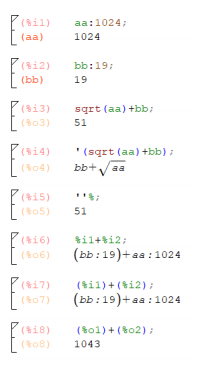 (%i1) aa:1024;
(aa) 1024
(%i2) bb:19;
(bb) 19
(%i3) sqrt(aa)+bb;
(%o3) 51
(%i4) '(sqrt(aa)+bb);
(%o4) bb+√aa
(%i5) ''%;
(%o5) 51
(%i6) %i1+%i2;
(%o6) (bb:19)+aa:1024
(%i7) (%i1)+(%i2);
(%o7) (bb:19)+aa:1024
(%i8) (%o1)+(%o2);
(%o8) 1043